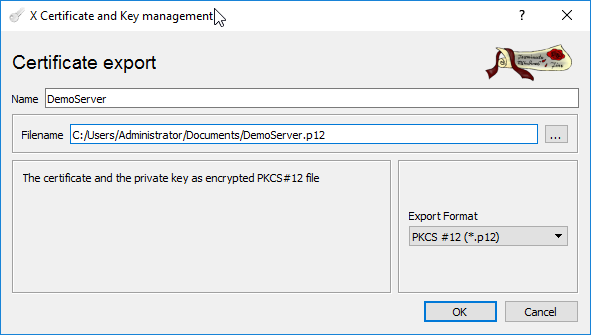 X Certificate and Key management
?
Certificate export
Name DemoServer
Filename C:/Users/Administrator/Documents/DemoServer.p12 ...
The certificate and the private key as encrypted PKCS#12 file
Export Format
PKCS #12 (*.p12)
OK Cancel